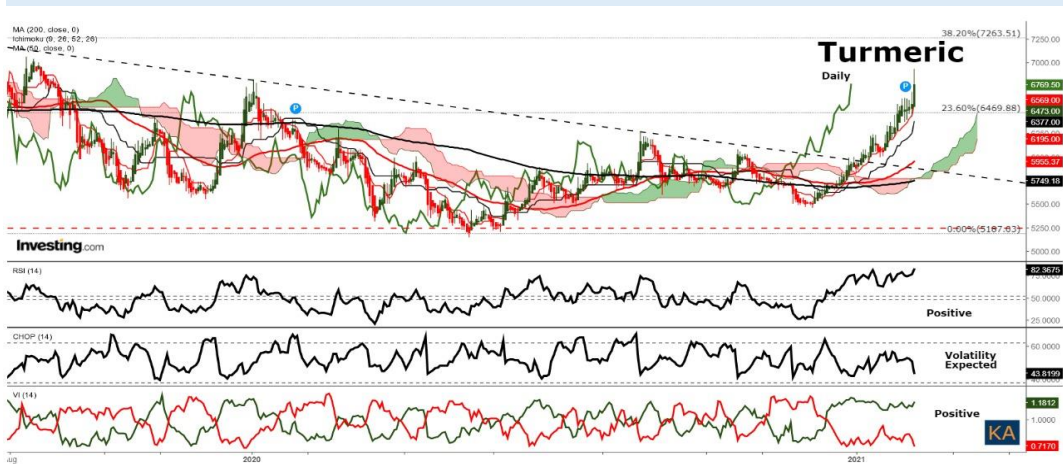 MA (200, close, 0)
Ichimoku (9, 26, 52, 26)
MA (50, close, 0)
Turmeric
Daily
38.20%(7263.51)
23.60%(6469.88)
0.00%(5187.63)
P
P
7250.00
7000.00
6769.50
6569.00
6473.00
6377.00
6195.00
5955.37
5749.18
5500.00
5250.00
5000.00
Investing.com
RSI (14)
82.3675
50.0000
25.0000
Positive
CHOP (14)
60.0000
43.8199
40.0000
Volatility
Expected
VI (14)
1.1812
1.0000
0.7170
Positive
KA
2020
2021